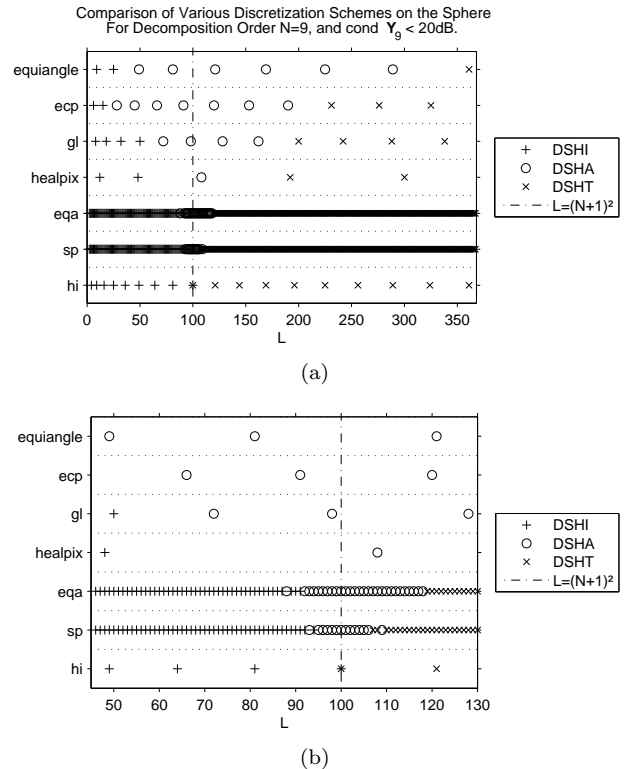 Comparison of Various Discretization Schemes on the Sphere
For Decomposition Order N=9, and cond Y₉ < 20dB.
equiangle
ecp
gl
healpix
eqa
sp
hi
0 50 100 150 200 250 300 350
L
DSHI
DSHA
DSHT
L=(N+1)²
(a)
equiangle
ecp
gl
healpix
eqa
sp
hi
50 60 70 80 90 100 110 120 130
L
DSHI
DSHA
DSHT
L=(N+1)²
(b)